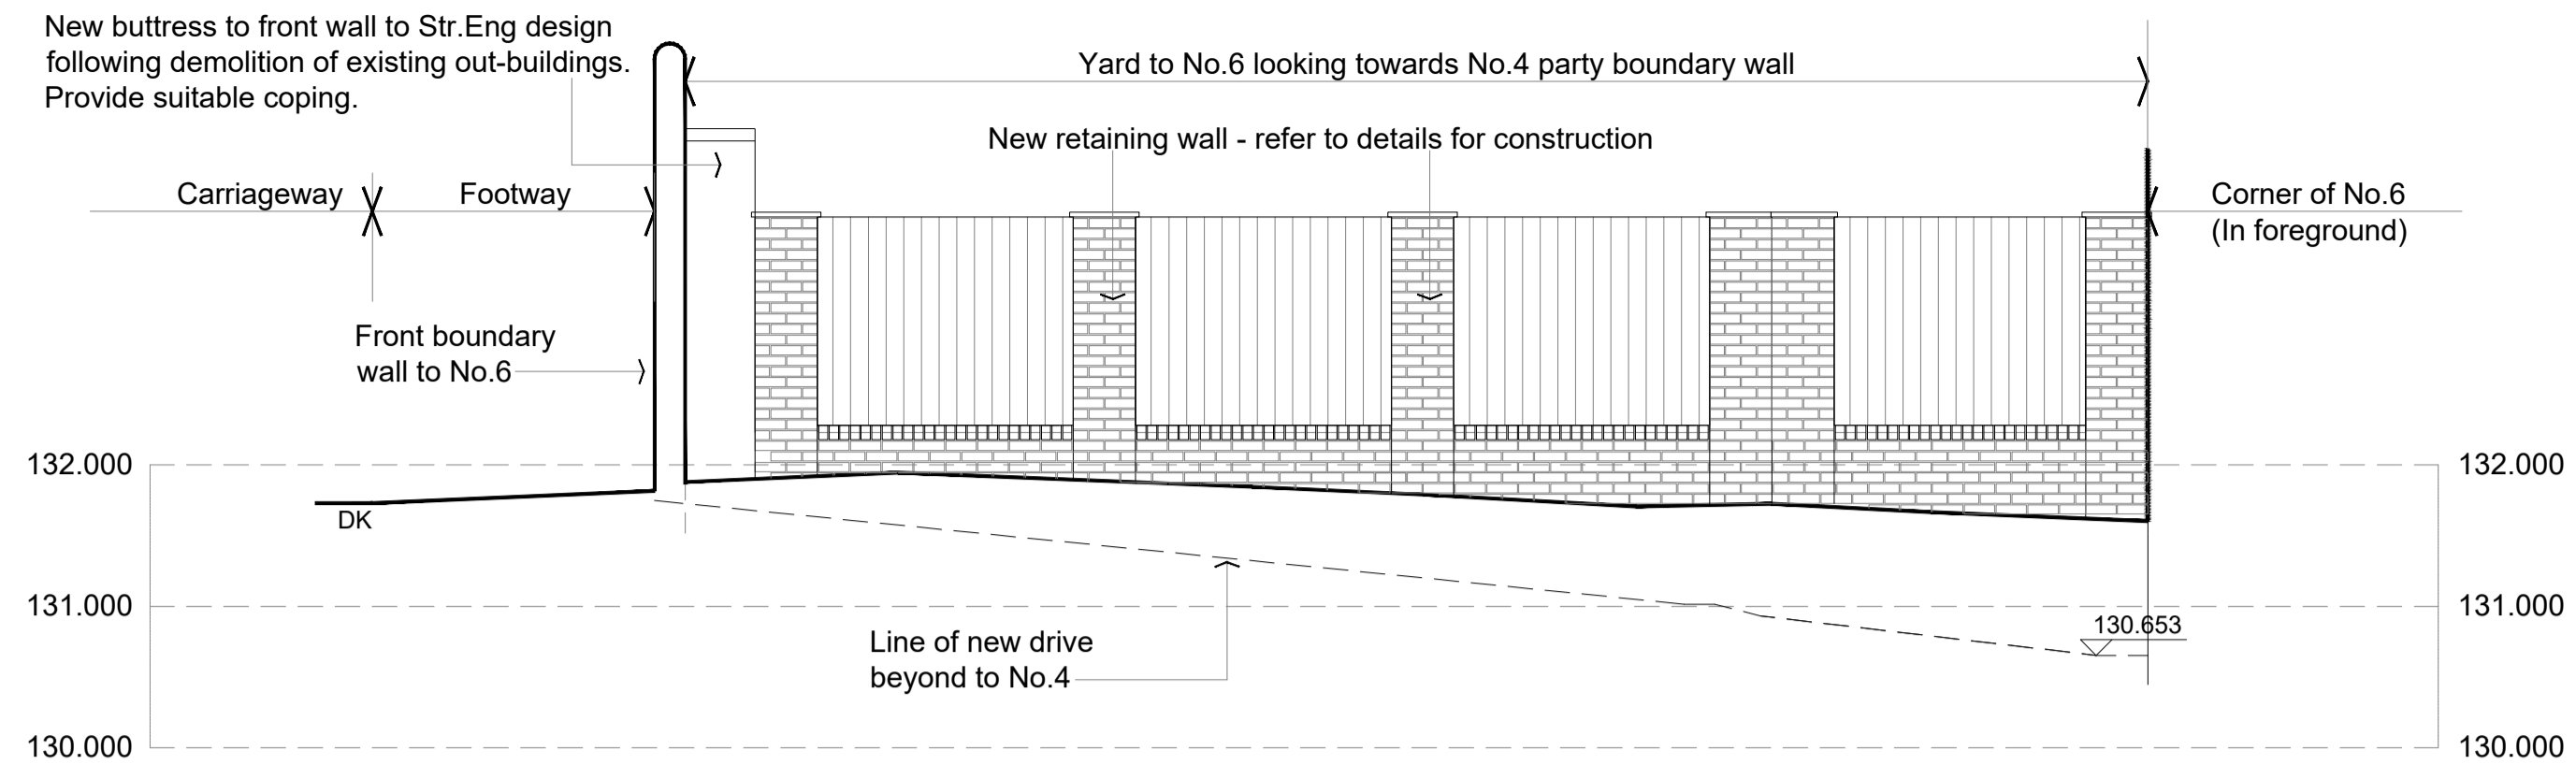 New buttress to front wall to Str.Eng design
following demolition of existing out-buildings.
Provide suitable coping.
Yard to No.6 looking towards No.4 party boundary wall
New retaining wall - refer to details for construction
Carriageway
Footway
Corner of No.6
(In foreground)
Front boundary
wall to No.6
132.000
132.000
DK
131.000
131.000
130.653
Line of new drive
beyond to No.4
130.000
130.000